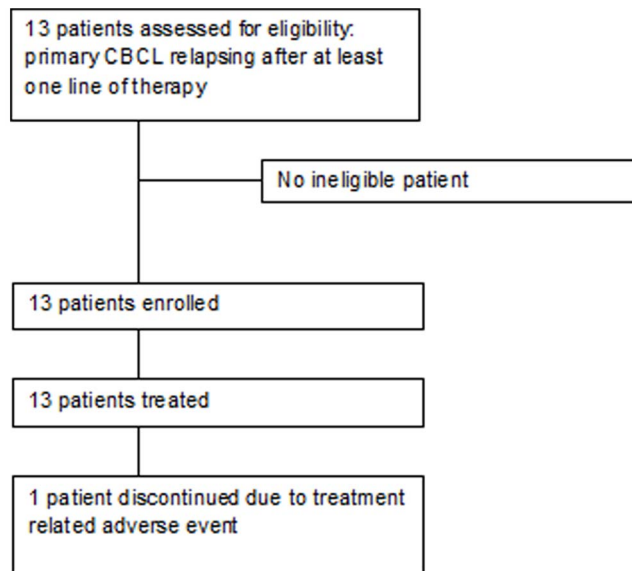 13 patients assessed for eligibility:
primary CBCL relapsing after at least
one line of therapy
No ineligible patient
13 patients enrolled
13 patients treated
1 patient discontinued due to treatment
related adverse event